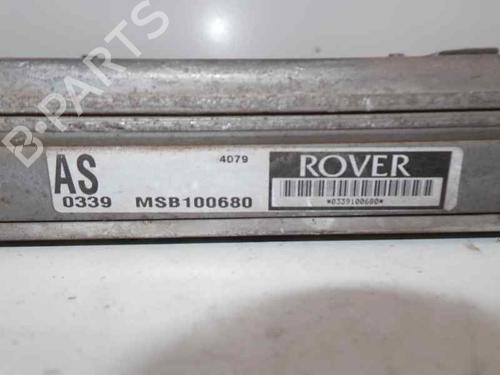 B-PARTS
AS
4079
ROVER
0339 MSB100680
*0339100680*